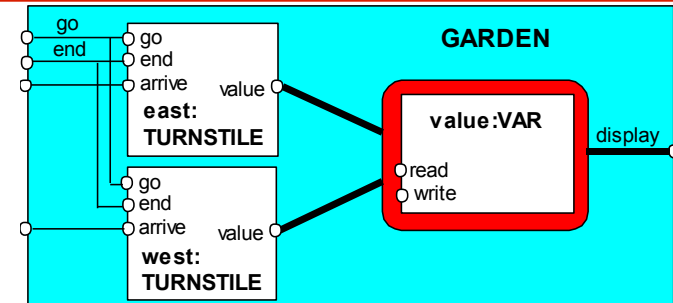 go
end
GARDEN
go
end
arrive
value
east:
TURNSTILE
value:VAR
read
write
display
go
end
arrive
value
west:
TURNSTILE